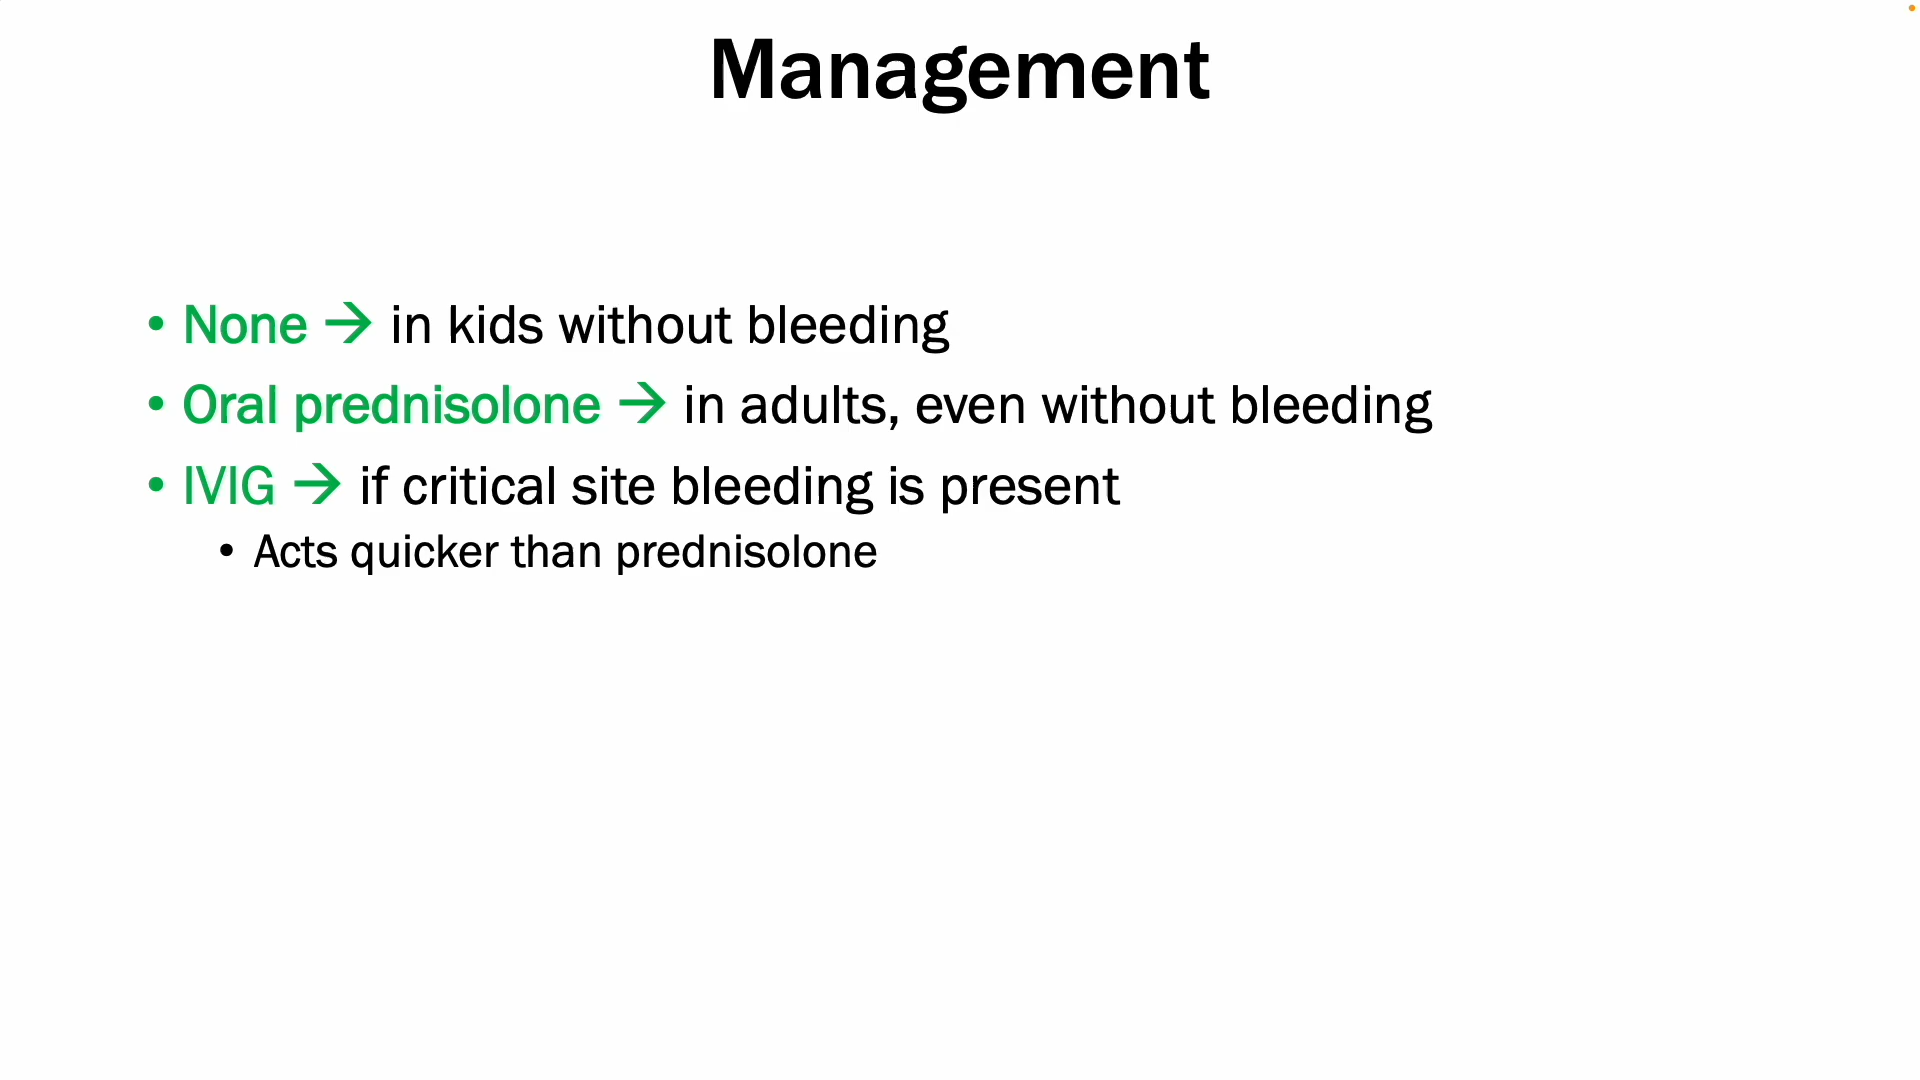 Management
• None → in kids without bleeding
• Oral prednisolone → in adults, even without bleeding
• IVIG → if critical site bleeding is present
• Acts quicker than prednisolone